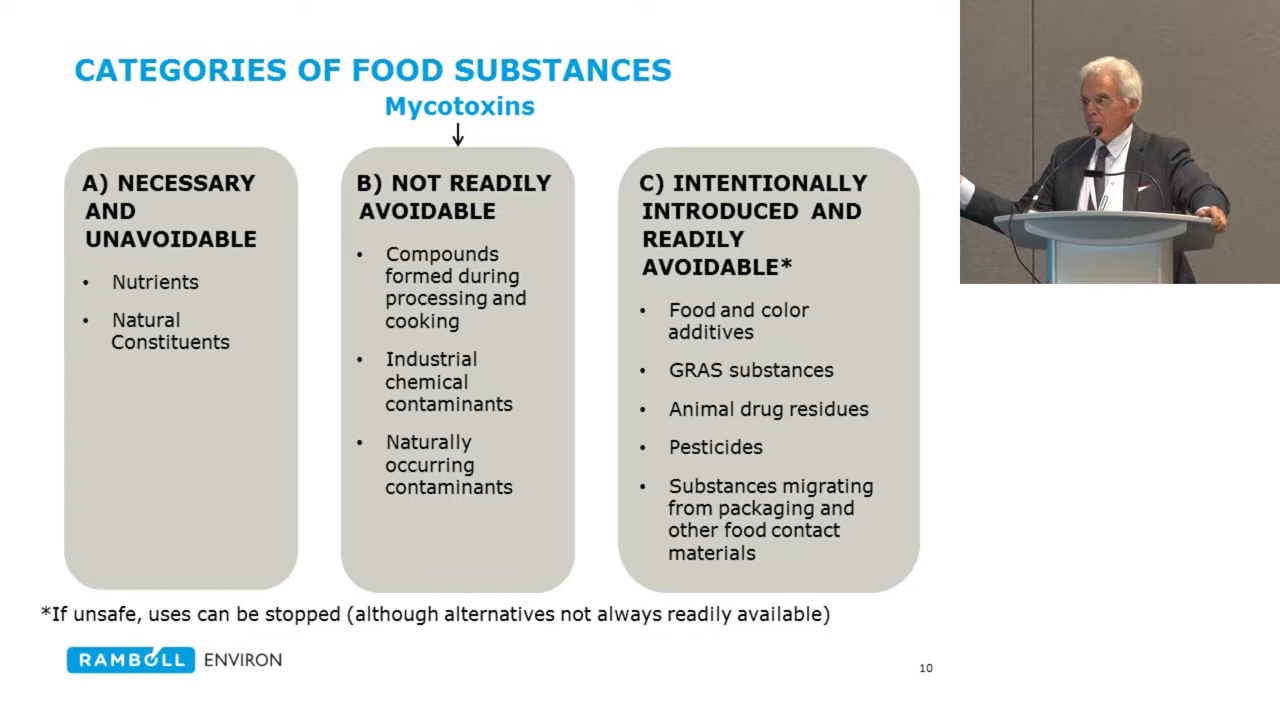 CATEGORIES OF FOOD SUBSTANCES
Mycotoxins
A) NECESSARY
AND
UNAVOIDABLE
• Nutrients
• Natural
Constituents
B) NOT READILY
AVOIDABLE
• Compounds
formed during
processing and
cooking
• Industrial
chemical
contaminants
• Naturally
occurring
contaminants
C) INTENTIONALLY
INTRODUCED AND
READILY
AVOIDABLE*
• Food and color
additives
• GRAS substances
• Animal drug residues
• Pesticides
• Substances migrating
from packaging and
other food contact
materials
*If unsafe, uses can be stopped (although alternatives not always readily available)
RAMBOLL ENVIRON
10